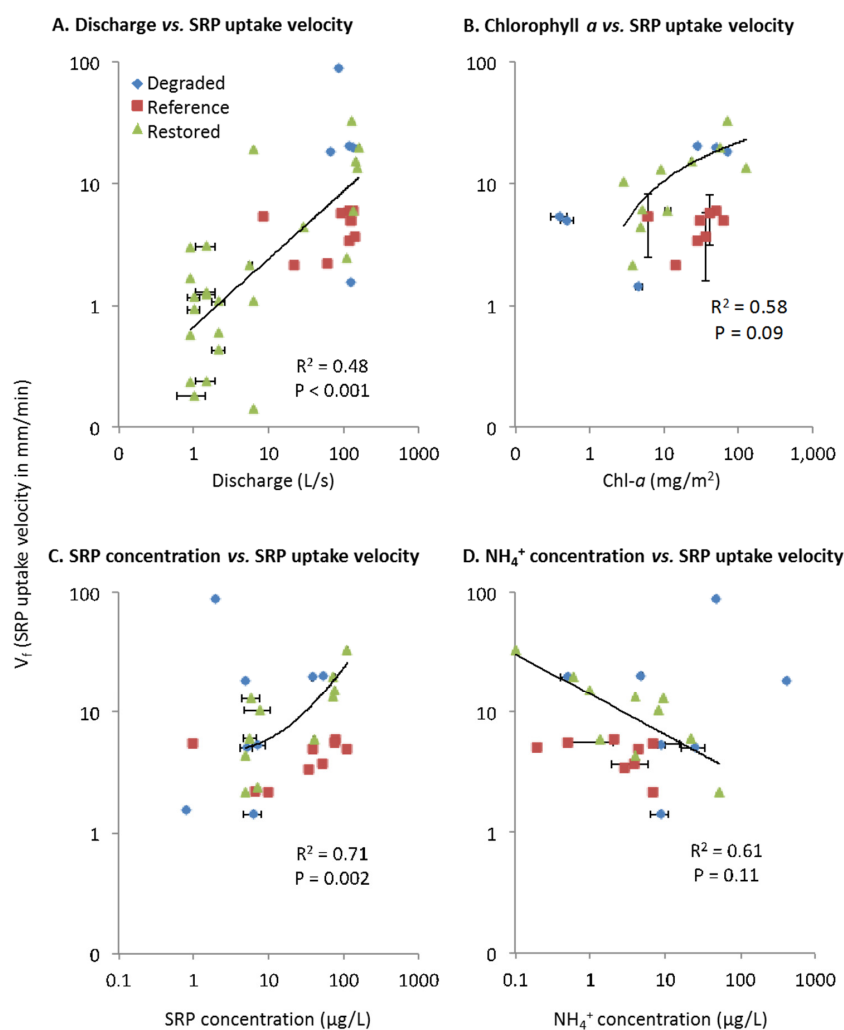 A. Discharge vs. SRP uptake velocity
100
10
1
0
Degraded
Reference
Restored
R² = 0.48
P < 0.001
0 1 10 100 1000
Discharge (L/s)
B. Chlorophyll a vs. SRP uptake velocity
100
10
1
0
R² = 0.58
P = 0.09
0 1 10 100 1,000
Chl-a (mg/m²)
Vf (SRP uptake velocity in mm/min)
C. SRP concentration vs. SRP uptake velocity
100
10
1
0
R² = 0.71
P = 0.002
0.1 1 10 100 1000
SRP concentration (µg/L)
D. NH₄⁺ concentration vs. SRP uptake velocity
100
10
1
0
R² = 0.61
P = 0.11
0.1 1 10 100 1000
NH₄⁺ concentration (µg/L)